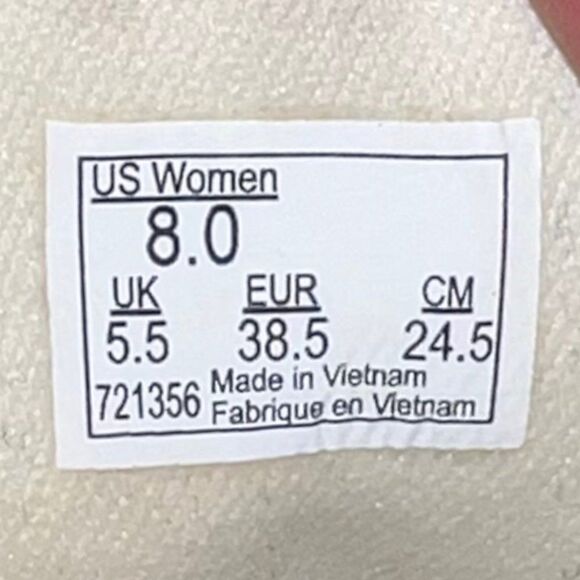 US Women
8.0
UK EUR CM
5.5 38.5 24.5
721356 Made in Vietnam
Fabrique en Vietnam